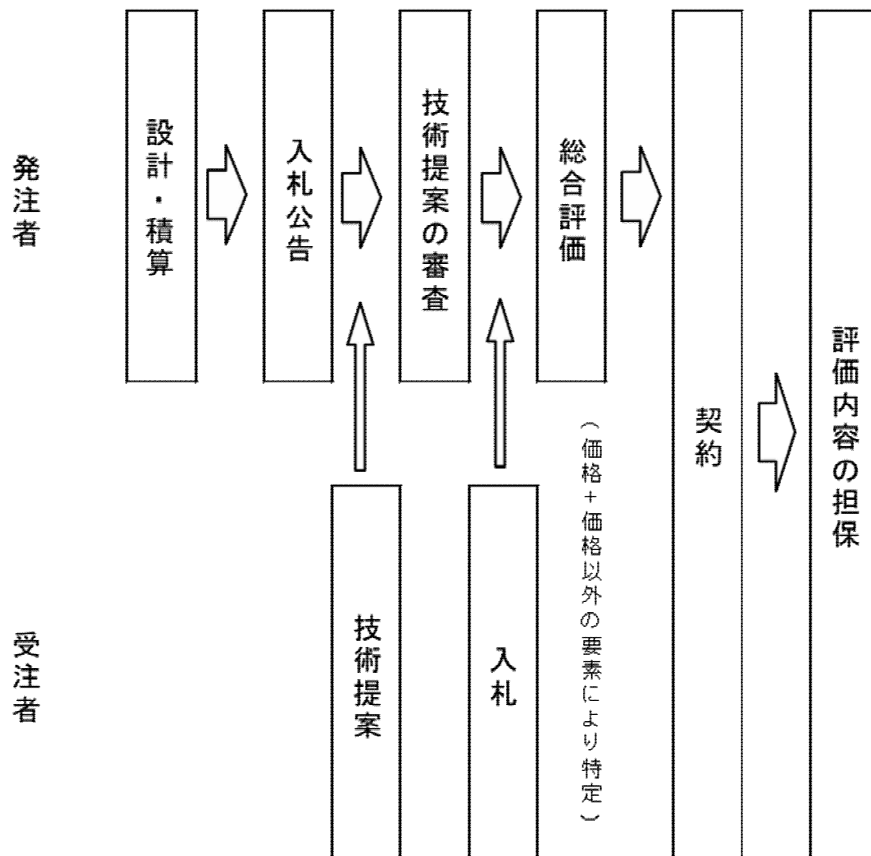 発注者
設計・積算
入札公告
技術提案の審査
総合評価
契約
評価内容の担保
受注者
技術提案
入札
（価格＋価格以外の要素により特定）